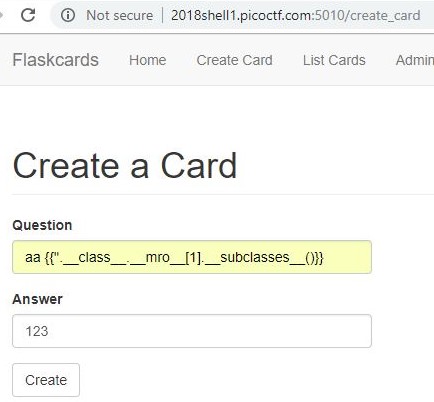 Not secure | 2018shell1.picoctf.com:5010/create_card
Flaskcards Home Create Card List Cards Admin
Create a Card
Question
aa {{''.__class__.__mro__[1].__subclasses__()}}
Answer
123
Create